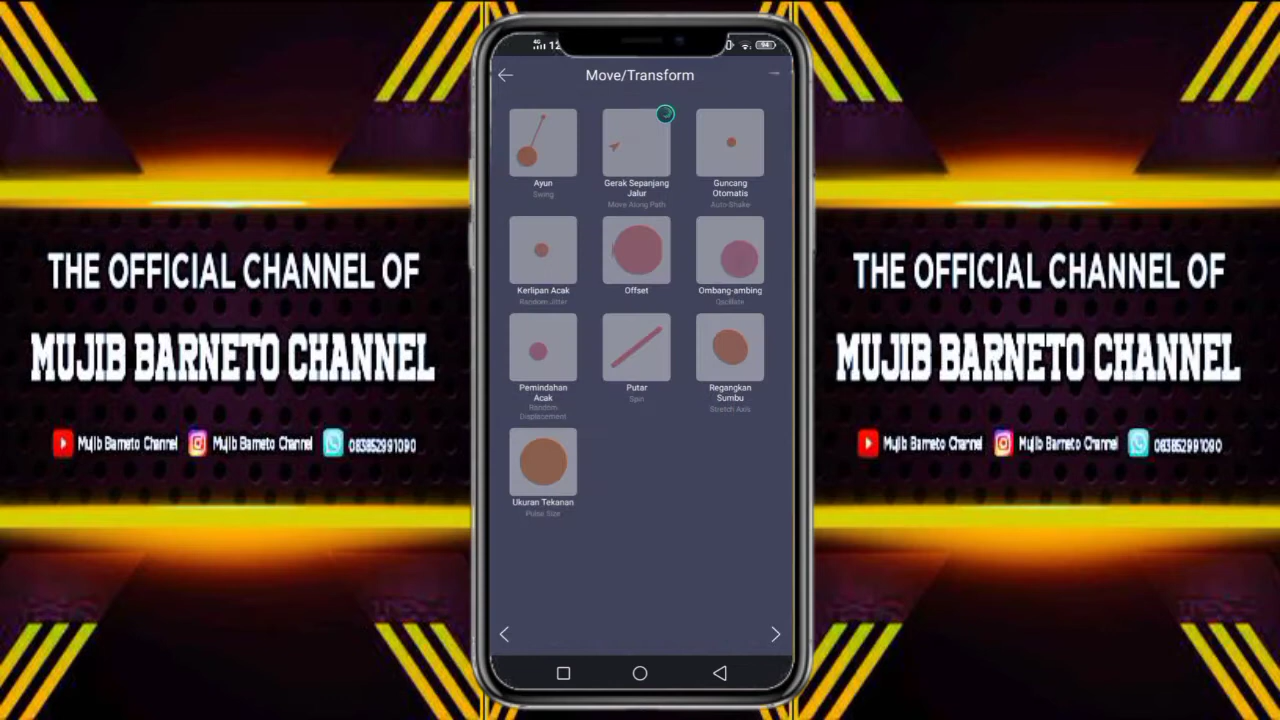 THE OFFICIAL CHANNEL OF
MUJIB BARNETO CHANNEL
Mujib Barneto Channel Mujib Barneto Channel 083852991090
4G 12
94
Move/Transform
Ayun
Swing
Gerak Sepanjang
Jalur
Move Along Path
Guncang
Otomatis
Auto-Shake
Kerlipan Acak
Random Jitter
Offset
Ombang-ambing
Oscillate
Pemindahan
Acak
Random
Displacement
Putar
Spin
Regangkan
Sumbu
Stretch Axis
Ukuran Tekanan
Pulse Size
THE OFFICIAL CHANNEL OF
MUJIB BARNETO CHANNEL
Mujib Barneto Channel Mujib Barneto Channel 083852991090